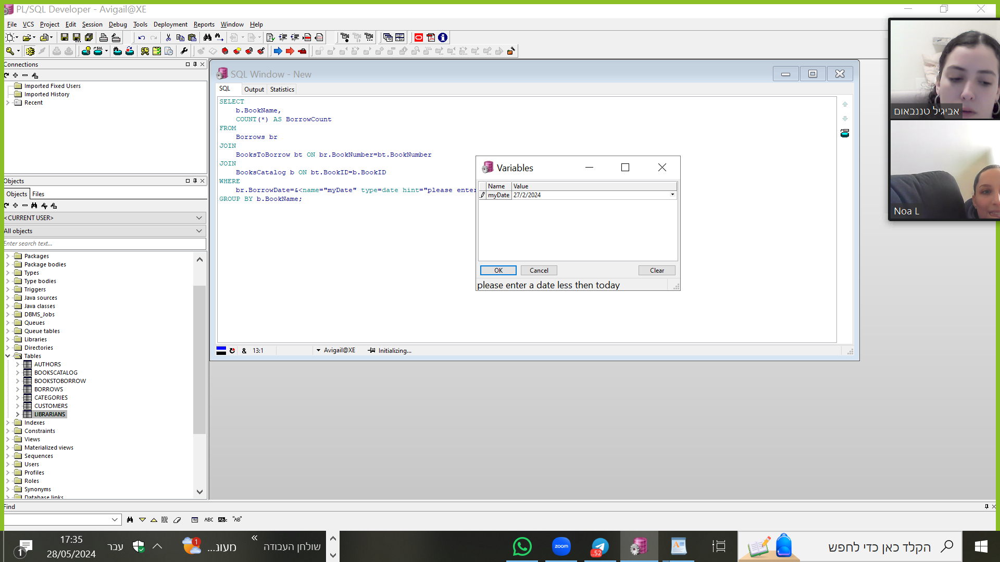 PL/SQL Developer - Avigail@XE
File VCS Project Edit Session Debug Tools Deployment Reports Window Help
Connections
Imported Fixed Users
Imported History
Recent
Objects
Objects Files
<CURRENT USER>
All objects
Enter search text...
Packages
Package bodies
Types
Type bodies
Triggers
Java sources
Java classes
DBMS_Jobs
Queues
Queue tables
Libraries
Directories
Tables
AUTHORS
BOOKSCATALOG
BOOKSTOBORROW
BORROWS
CATEGORIES
CUSTOMERS
LIBRARIANS
Indexes
Constraints
Views
Materialized views
Sequences
Users
Profiles
Roles
Synonyms
Database links
SQL Window - New
SQL Output Statistics
SELECT
b.BookName,
COUNT(*) AS BorrowCount
FROM
Borrows br
JOIN
BooksToBorrow bt ON br.BookNumber=bt.BookNumber
JOIN
BooksCatalog b ON bt.BookID=b.BookID
WHERE
br.BorrowDate=&<name="myDate" type=date hint="please enter
GROUP BY b.BookName;
& 13:1 Avigail@XE Initializing...
Variables
Name Value
myDate 27/2/2024
OK Cancel Clear
please enter a date less then today
אביגיל טננבאום
Noa L
Find
ABC "AB"
17:35
28/05/2024
1
עבר
1
מעונ...
שולחן העבודה
zoom
..52
הקלד כאן כדי לחפש